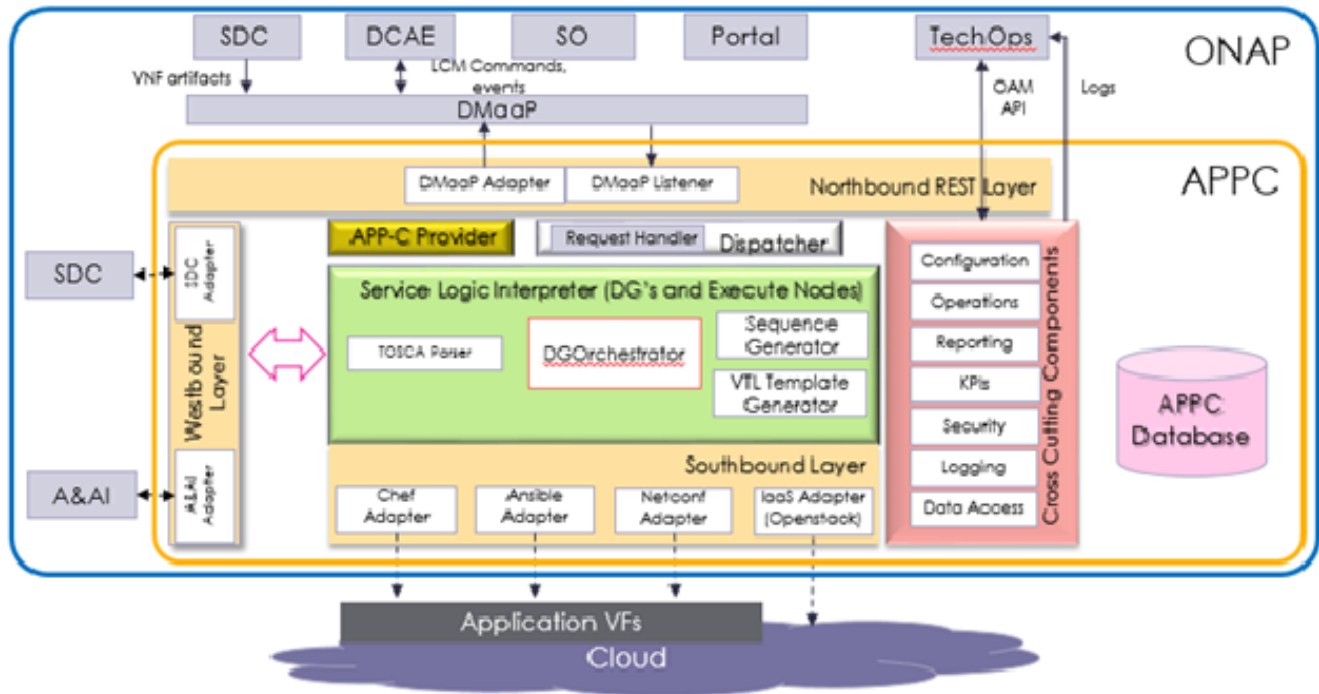 SDC
DCAE
SO
Portal
TechOps
ONAP
VNF artifacts
LCM Commands,
events
OAM
API
Logs
DMaaP
APPC
DMaaP Adapter
DMaaP Listener
Northbound REST Layer
APP-C Provider
Request Handler
Dispatcher
SDC
SDC
Adapter
Westbound
Layer
A&AI
A&AI
Adapter
Service Logic Interpreter (DG's and Execute Nodes)
TOSCA Parser
DGOrchestrator
Sequence
Generator
VTL Template
Generator
Southbound Layer
Chef
Adapter
Ansible
Adapter
Netconf
Adapter
IaaS Adapter
(Openstack)
Configuration
Operations
Reporting
KPIs
Security
Logging
Data Access
Cross Cutting Components
APPC
Database
Application VFs
Cloud